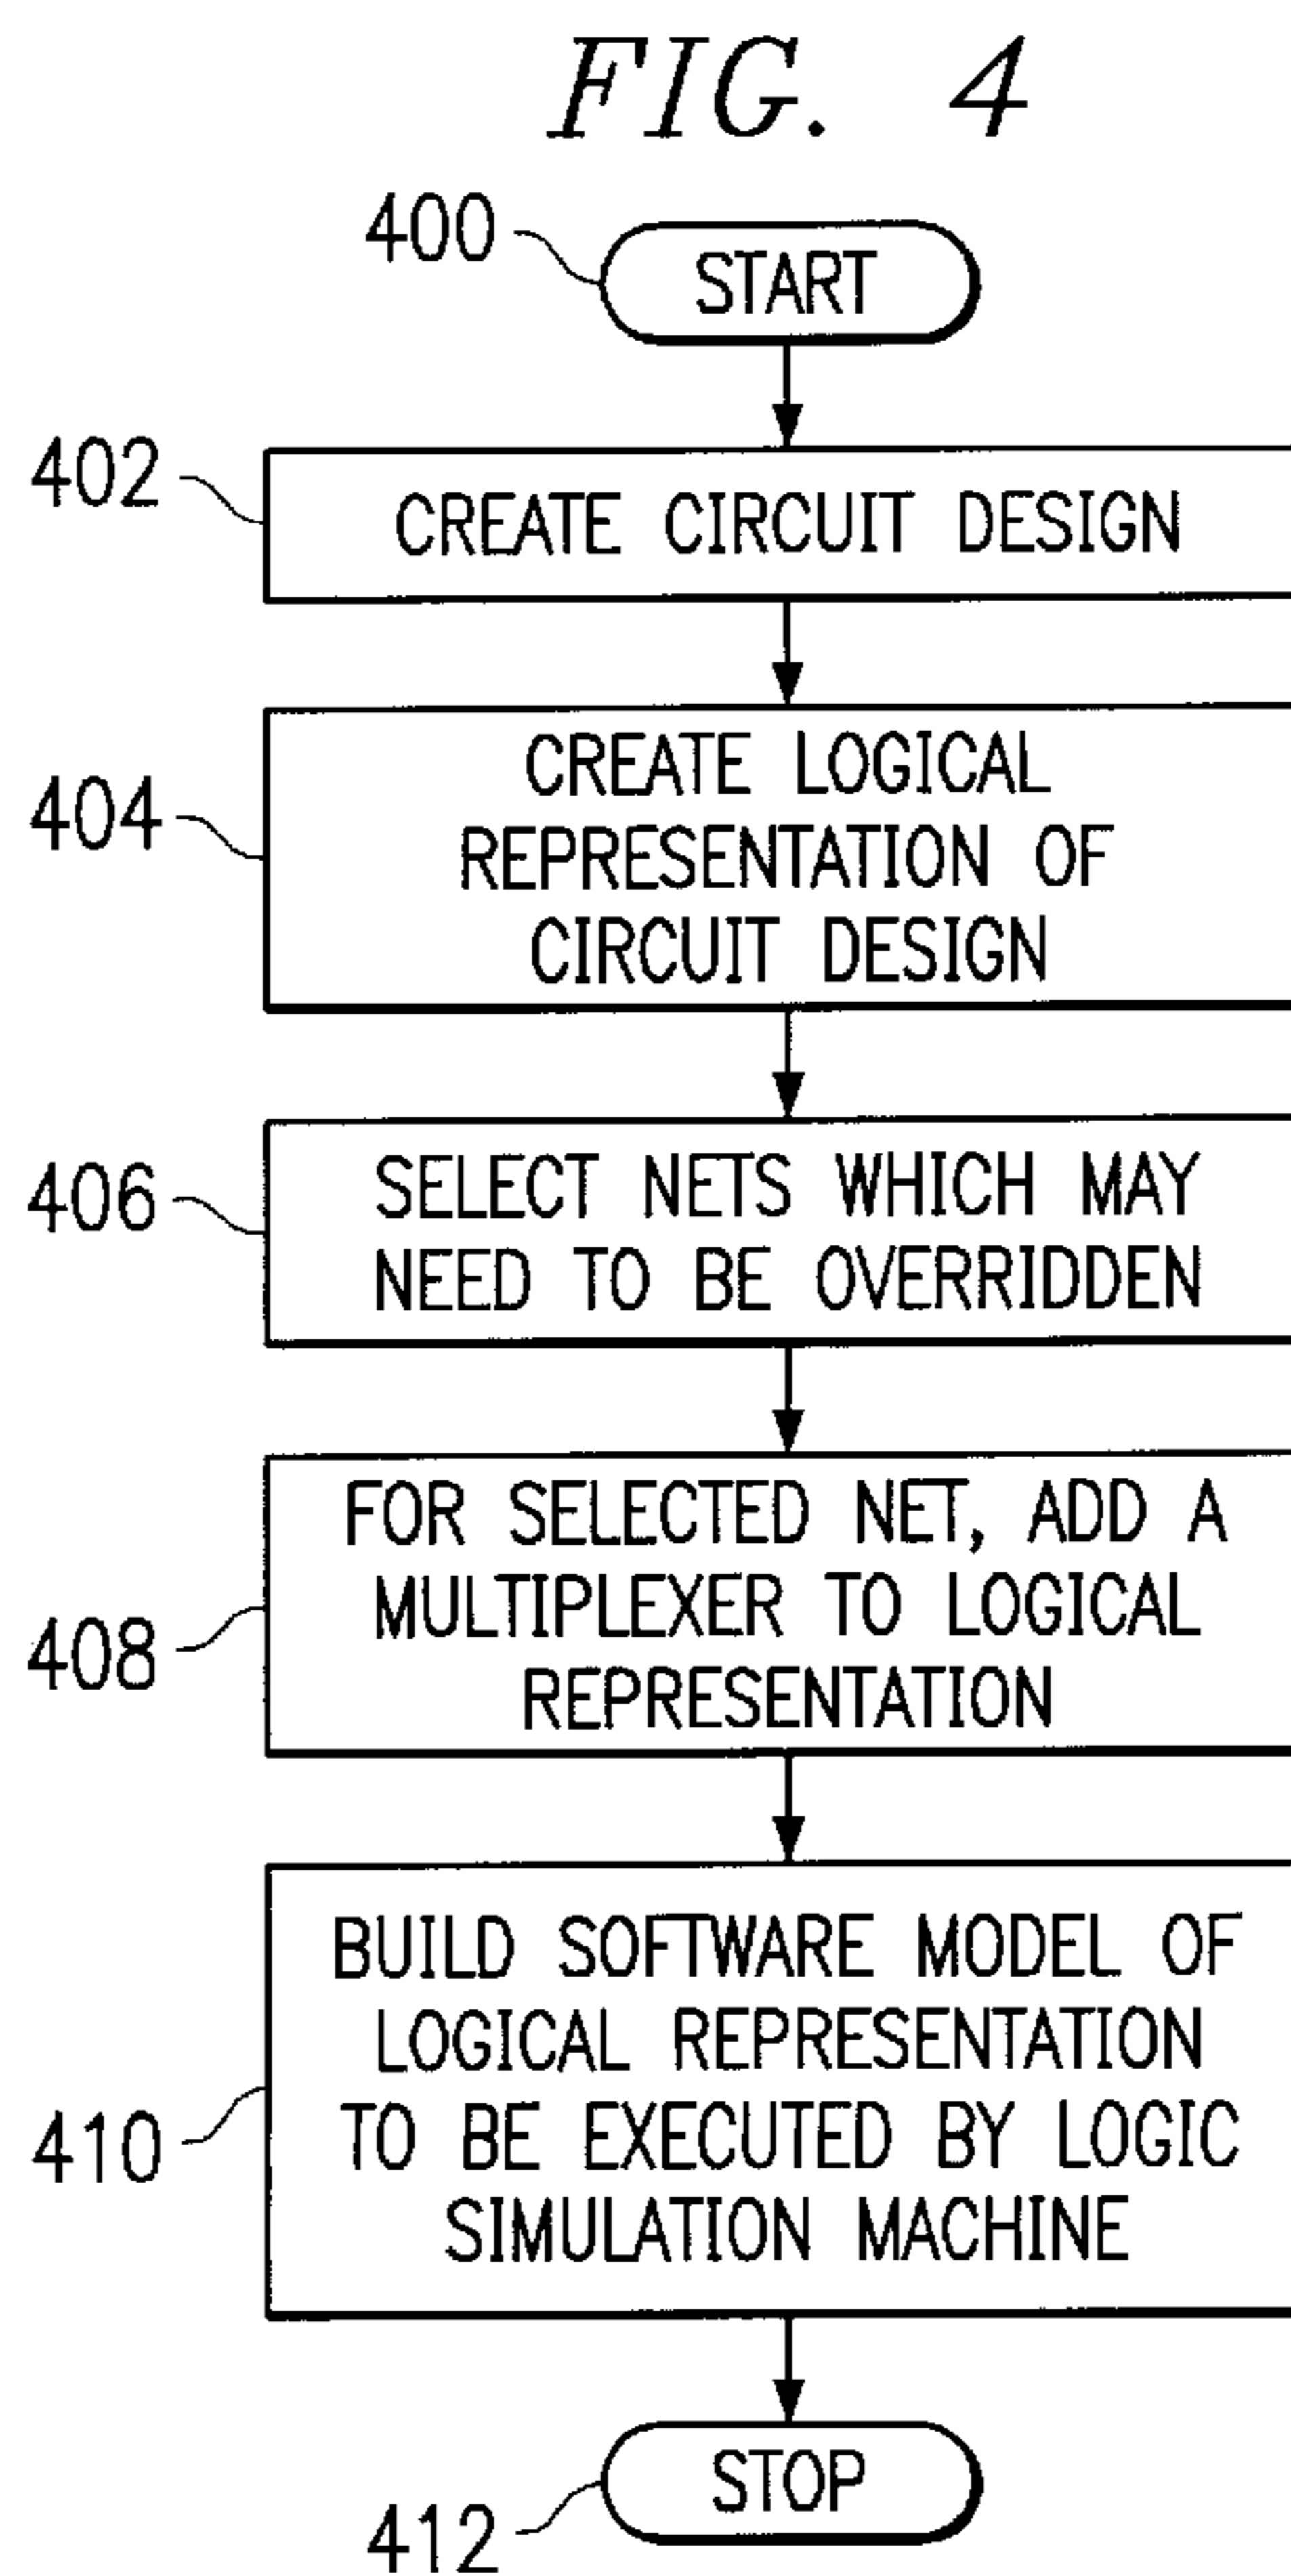 FIG. 4
400
START
402
CREATE CIRCUIT DESIGN
404
CREATE LOGICAL
REPRESENTATION OF
CIRCUIT DESIGN
406
SELECT NETS WHICH MAY
NEED TO BE OVERRIDDEN
408
FOR SELECTED NET, ADD A
MULTIPLEXER TO LOGICAL
REPRESENTATION
410
BUILD SOFTWARE MODEL OF
LOGICAL REPRESENTATION
TO BE EXECUTED BY LOGIC
SIMULATION MACHINE
412
STOP